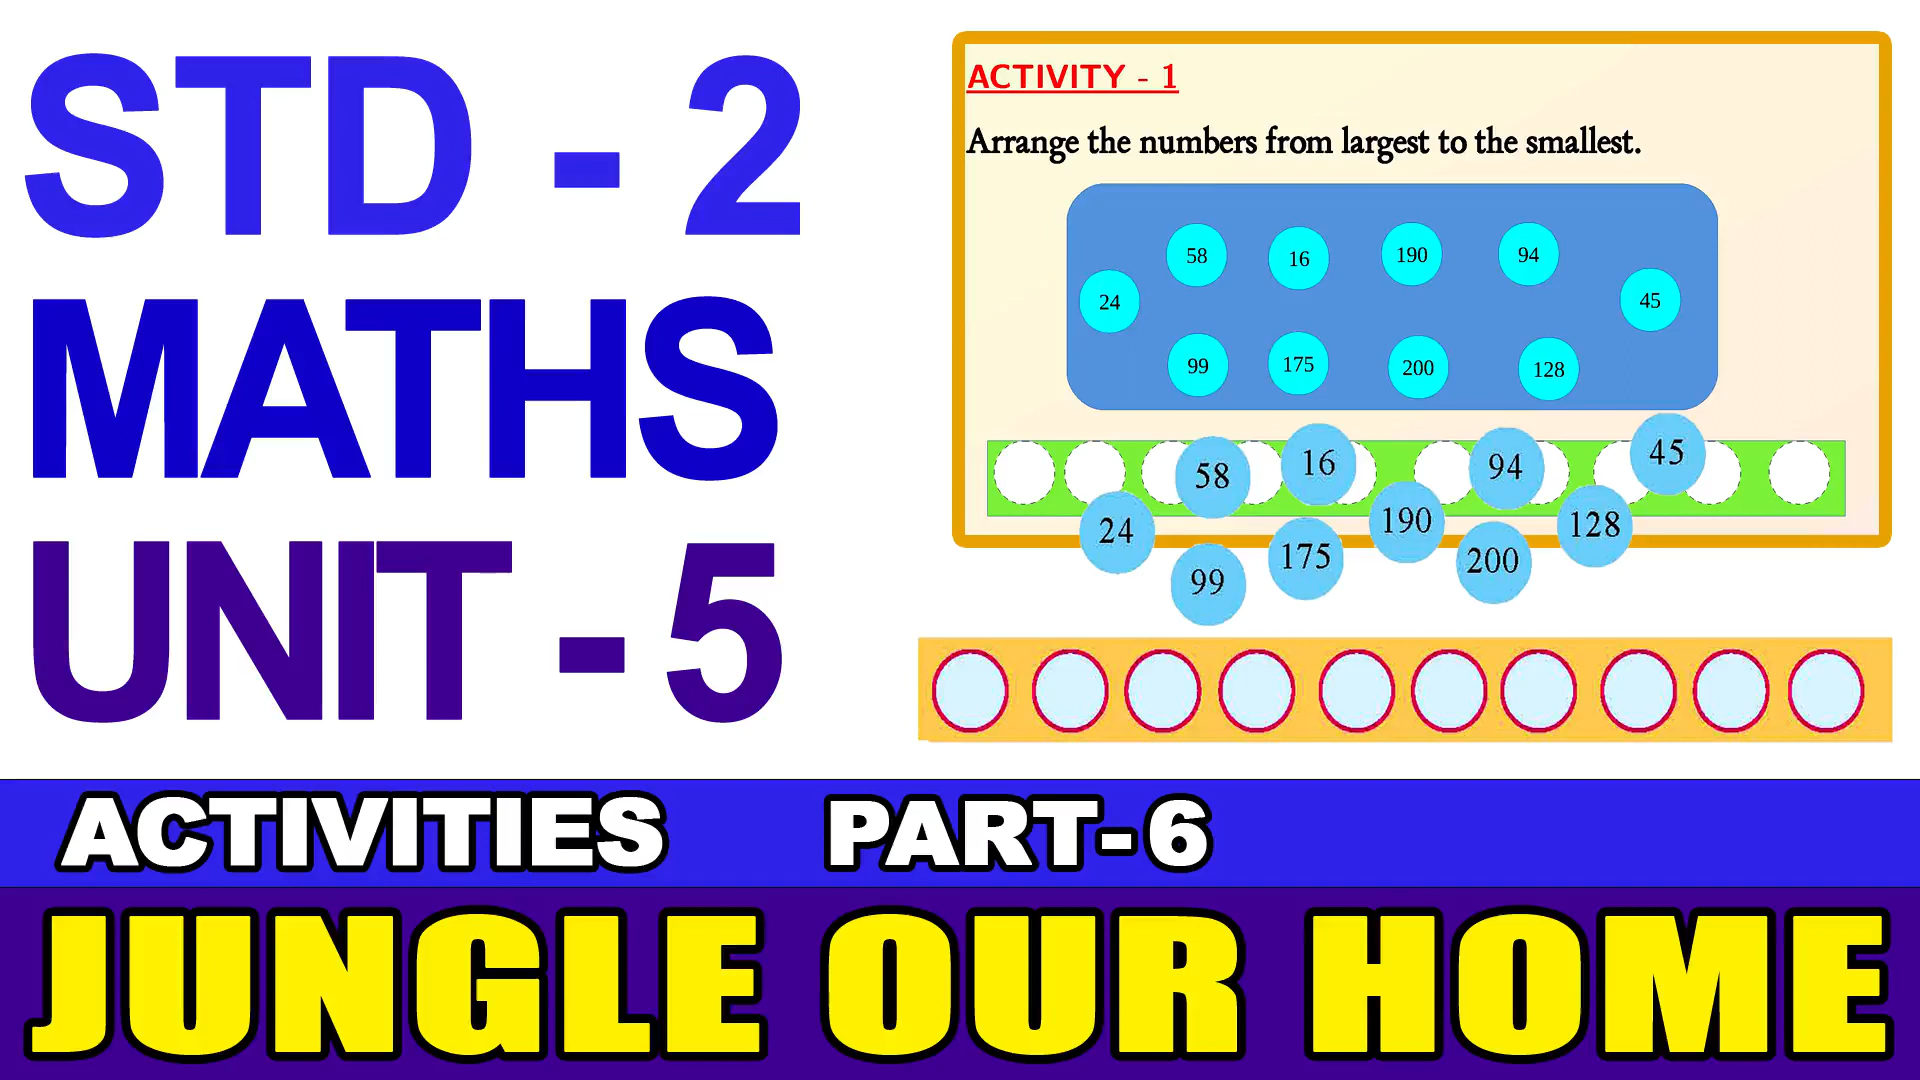 STD - 2
MATHS
UNIT - 5
ACTIVITY - 1
Arrange the numbers from largest to the smallest.
58 16 190 94
24 45
99 175 200 128
58 16 94 45
24 190 128
99 175 200
ACTIVITIES PART-6
JUNGLE OUR HOME